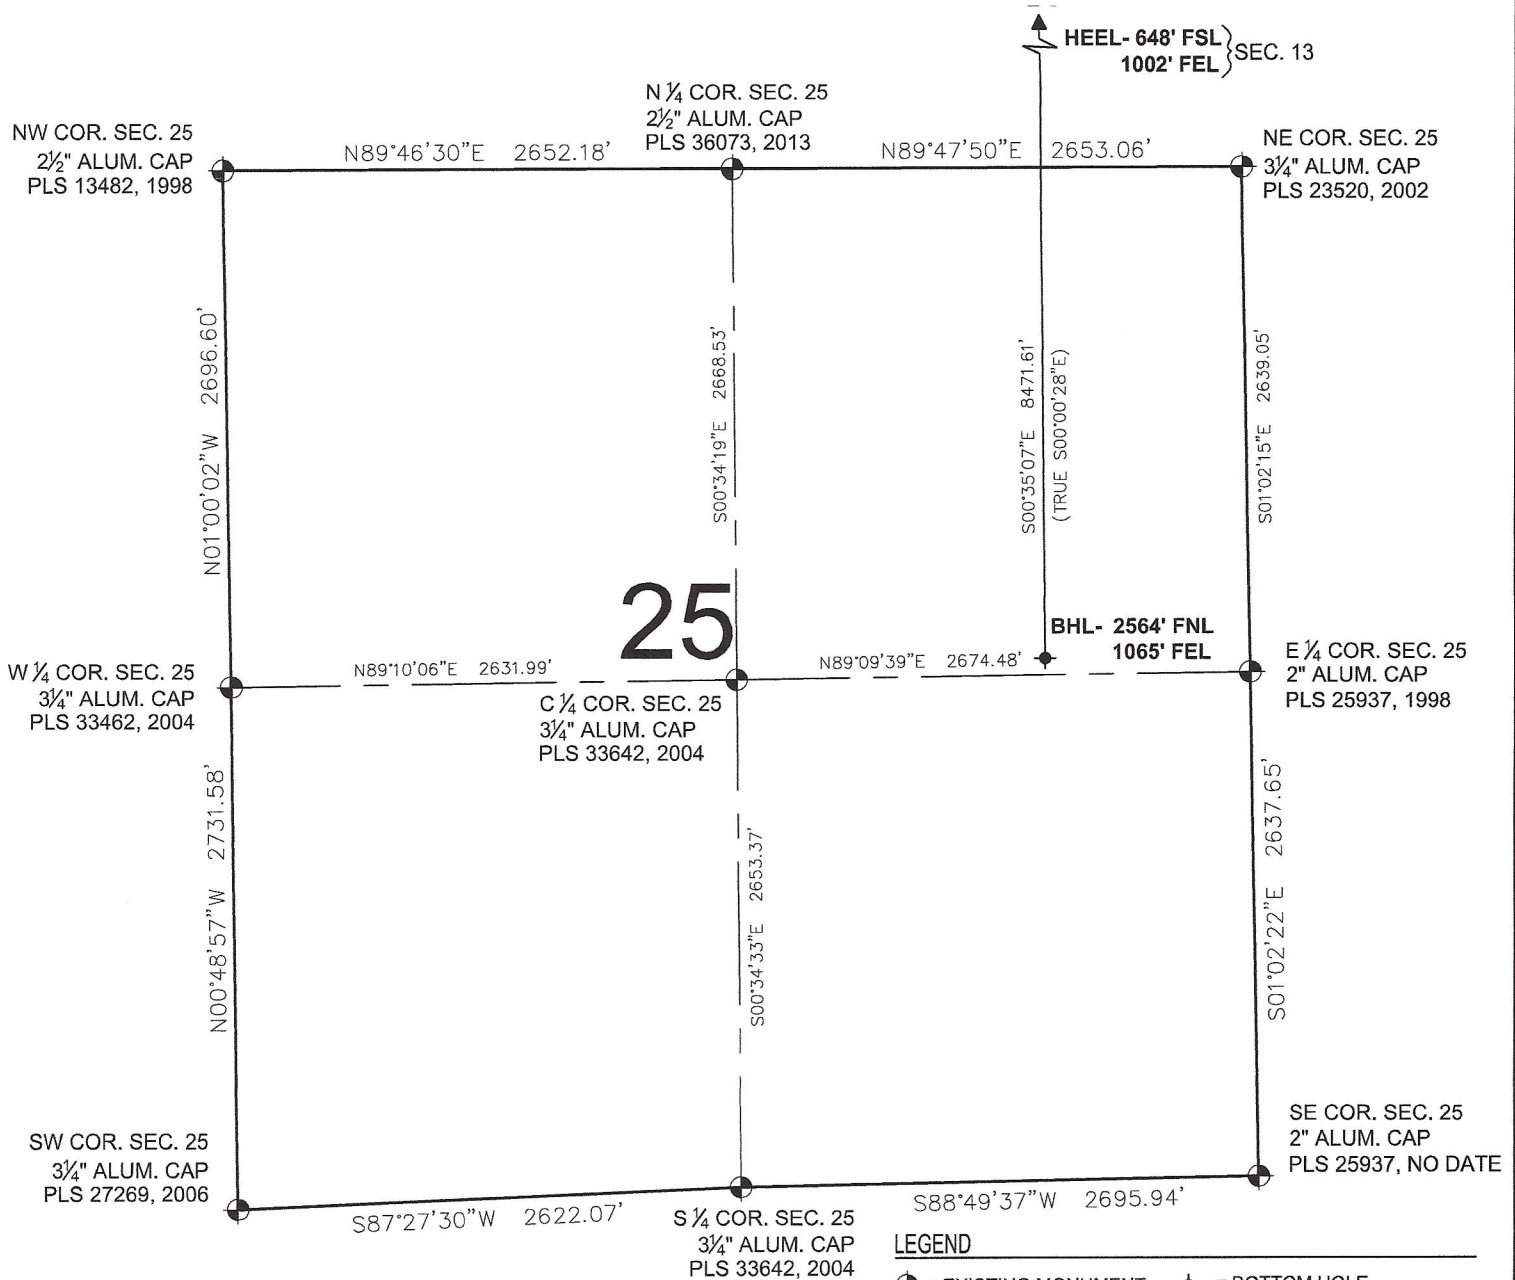 HEEL- 648' FSL
1002' FEL
SEC. 13
N ¼ COR. SEC. 25
2½" ALUM. CAP
PLS 36073, 2013
NW COR. SEC. 25
2½" ALUM. CAP
PLS 13482, 1998
N89°46'30"E 2652.18'
N89°47'50"E 2653.06'
NE COR. SEC. 25
3¼" ALUM. CAP
PLS 23520, 2002
N01°00'02"W 2696.60'
S00°34'19"E 2668.53'
S00°35'07"E 8471.61'
(TRUE S00°00'28"E)
S01°02'15"E 2639.05'
25
BHL- 2564' FNL
1065' FEL
W ¼ COR. SEC. 25
3¼" ALUM. CAP
PLS 33462, 2004
N89°10'06"E 2631.99'
N89°09'39"E 2674.48'
E ¼ COR. SEC. 25
2" ALUM. CAP
PLS 25937, 1998
C ¼ COR. SEC. 25
3¼" ALUM. CAP
PLS 33642, 2004
N00°48'57"W 2731.58'
S00°34'33"E 2653.37'
S01°02'22"E 2637.65'
SW COR. SEC. 25
3¼" ALUM. CAP
PLS 27269, 2006
SE COR. SEC. 25
2" ALUM. CAP
PLS 25937, NO DATE
S87°27'30"W 2622.07'
S88°49'37"W 2695.94'
S ¼ COR. SEC. 25
3¼" ALUM. CAP
PLS 33642, 2004
LEGEND
= EXISTING MONUMENT
= BOTTOM HOLE